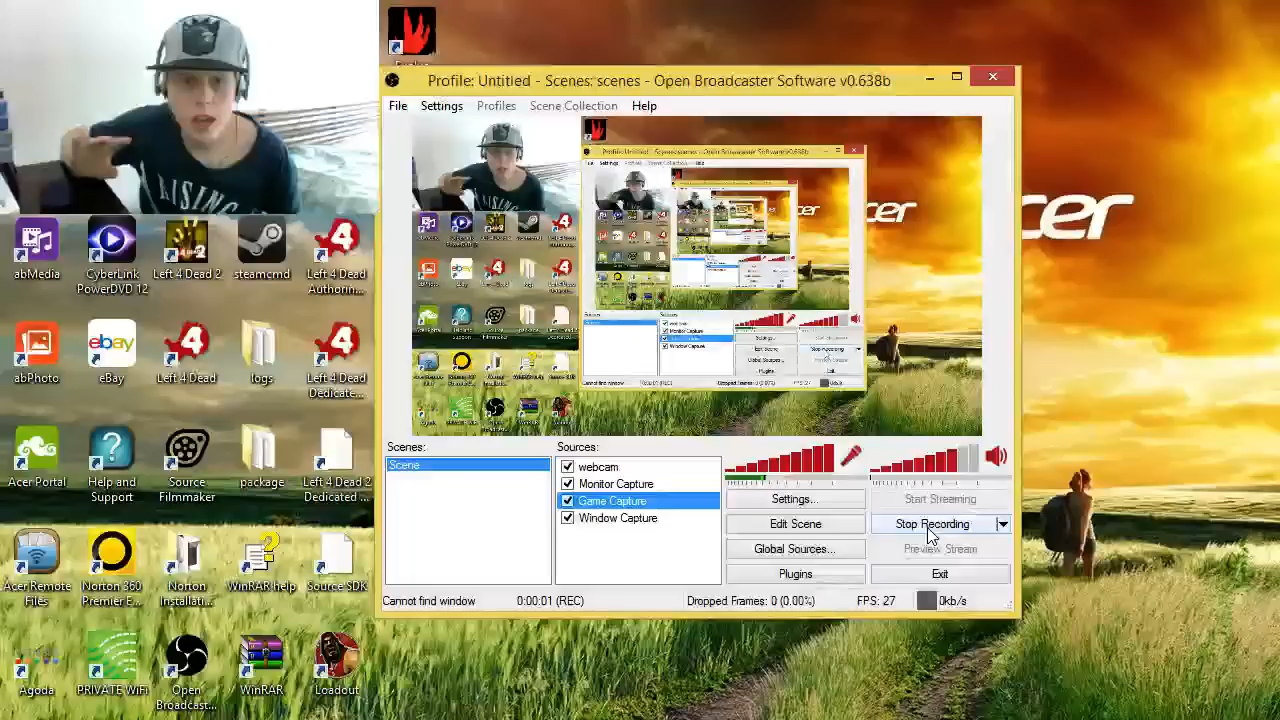 Profile: Untitled - Scenes: scenes - Open Broadcaster Software v0.638b
File Settings Profiles Scene Collection Help
cer
RAISING
abMedia
CyberLink
PowerDVD 12
Left 4 Dead 2
steamcmd
Left 4 Dead
Authorin...
abPhoto
ebay
eBay
Left 4 Dead
logs
Left 4 Dead
Dedicate...
Acer Portal
Help and
Support
Source
Filmmaker
package
Left 4 Dead 2
Dedicated ...
Acer Remote
Files
Norton 360
Premier E...
Norton
Installati...
WinRAR help
Source SDK
Agoda
PRIVATE WiFi
Open
Broadcast...
WinRAR
Loadout
Scenes:
Scene
Sources:
webcam
Monitor Capture
Game Capture
Window Capture
Settings...
Start Streaming
Edit Scene
Stop Recording
Global Sources...
Preview Stream
Plugins
Exit
Cannot find window
0:00:01 (REC)
Dropped Frames: 0 (0.00%)
FPS: 27
0kb/s